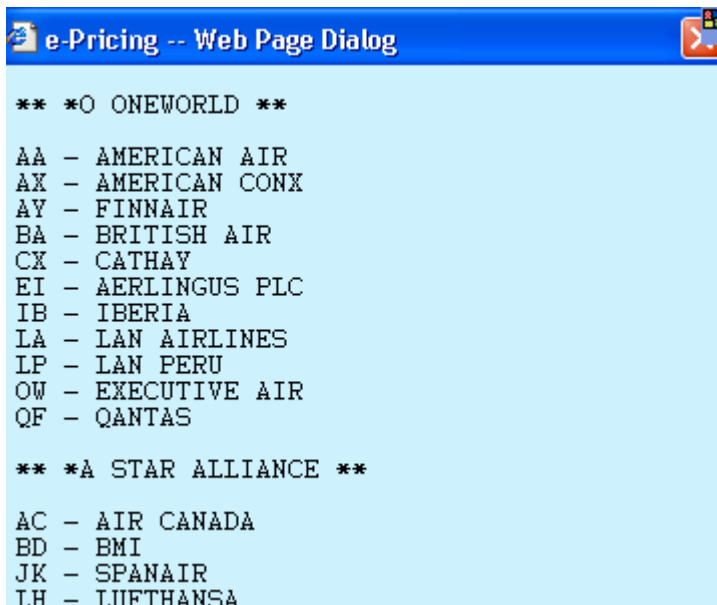 e-Pricing -- Web Page Dialog
** *O ONEWORLD **
AA - AMERICAN AIR
AX - AMERICAN CONX
AY - FINNAIR
BA - BRITISH AIR
CX - CATHAY
EI - AERLINGUS PLC
IB - IBERIA
LA - LAN AIRLINES
LP - LAN PERU
OW - EXECUTIVE AIR
QF - QANTAS
** *A STAR ALLIANCE **
AC - AIR CANADA
BD - BMI
JK - SPANAIR
LH - LUFTHANSA